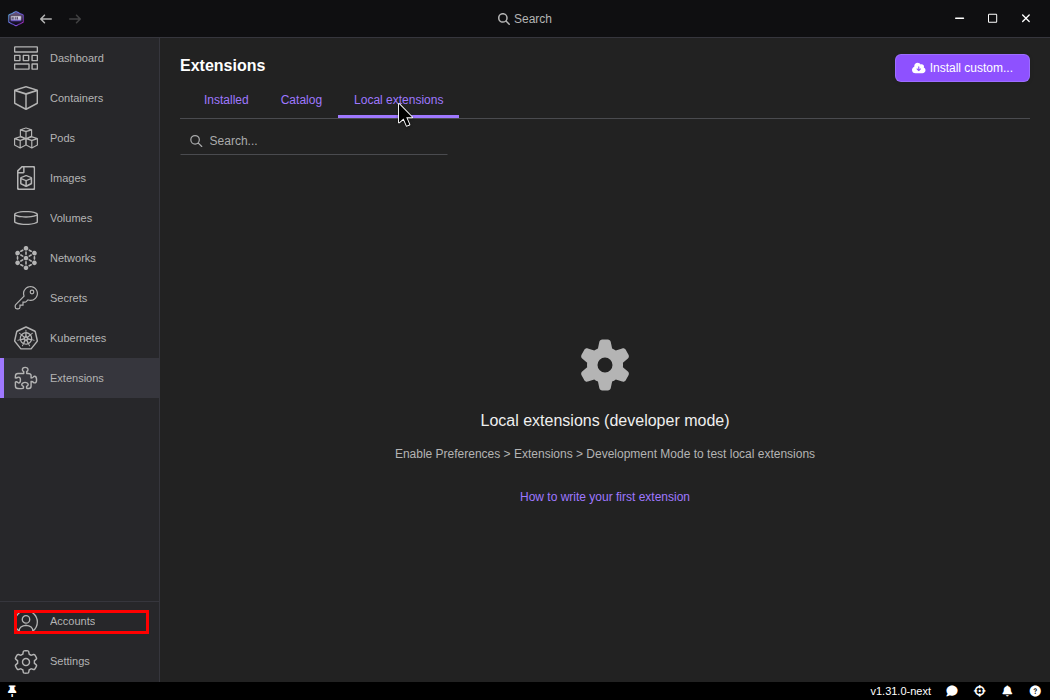 Search
Dashboard
Containers
Pods
Images
Volumes
Networks
Secrets
Kubernetes
Extensions
Accounts
Settings
Extensions
Install custom...
Installed
Catalog
Local extensions
Search...
Local extensions (developer mode)
Enable Preferences > Extensions > Development Mode to test local extensions
How to write your first extension
v1.31.0-next